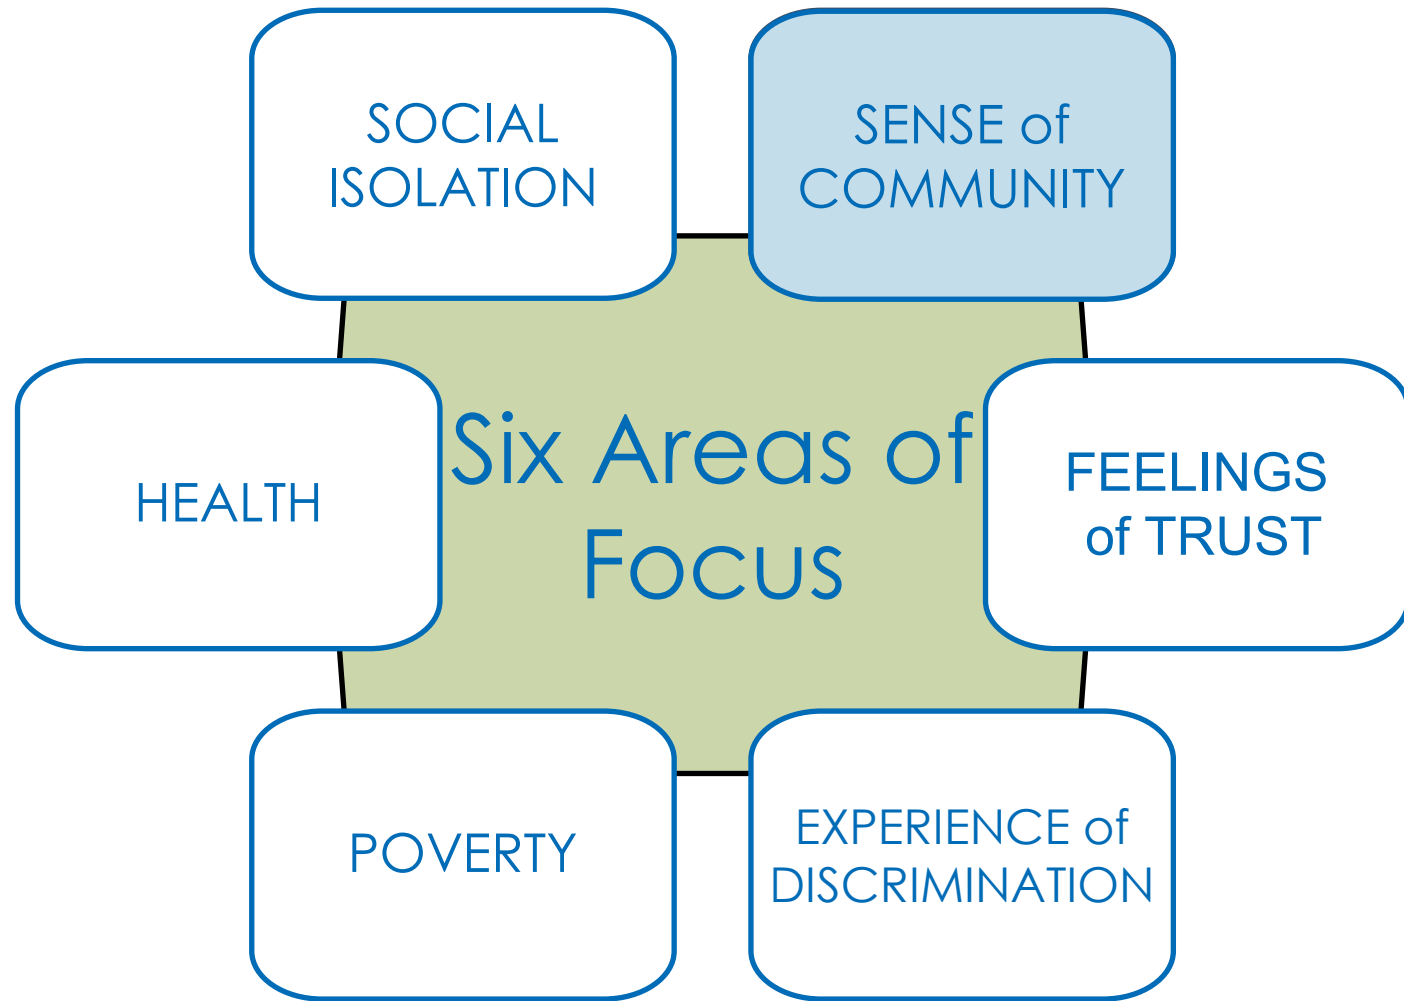 SOCIAL
ISOLATION
SENSE of
COMMUNITY
HEALTH
Six Areas of
Focus
FEELINGS
of TRUST
POVERTY
EXPERIENCE of
DISCRIMINATION